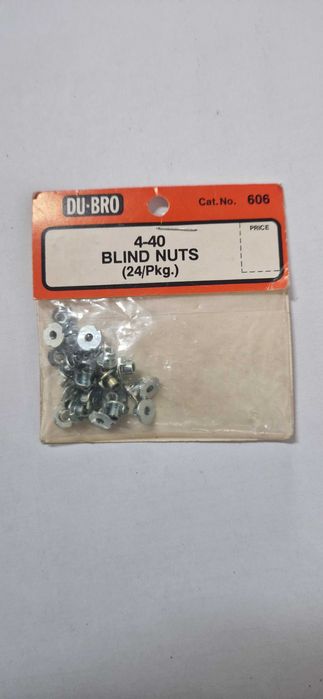 DU-BRO
Cat. No. 606
PRICE
4-40
BLIND NUTS
(24/Pkg.)